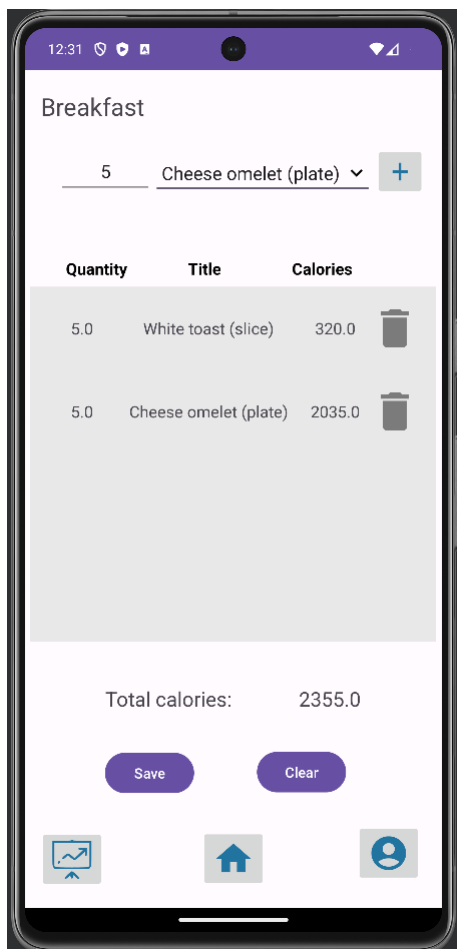 12:31
Breakfast
5 Cheese omelet (plate) +
Quantity Title Calories
5.0 White toast (slice) 320.0
5.0 Cheese omelet (plate) 2035.0
Total calories: 2355.0
Save Clear